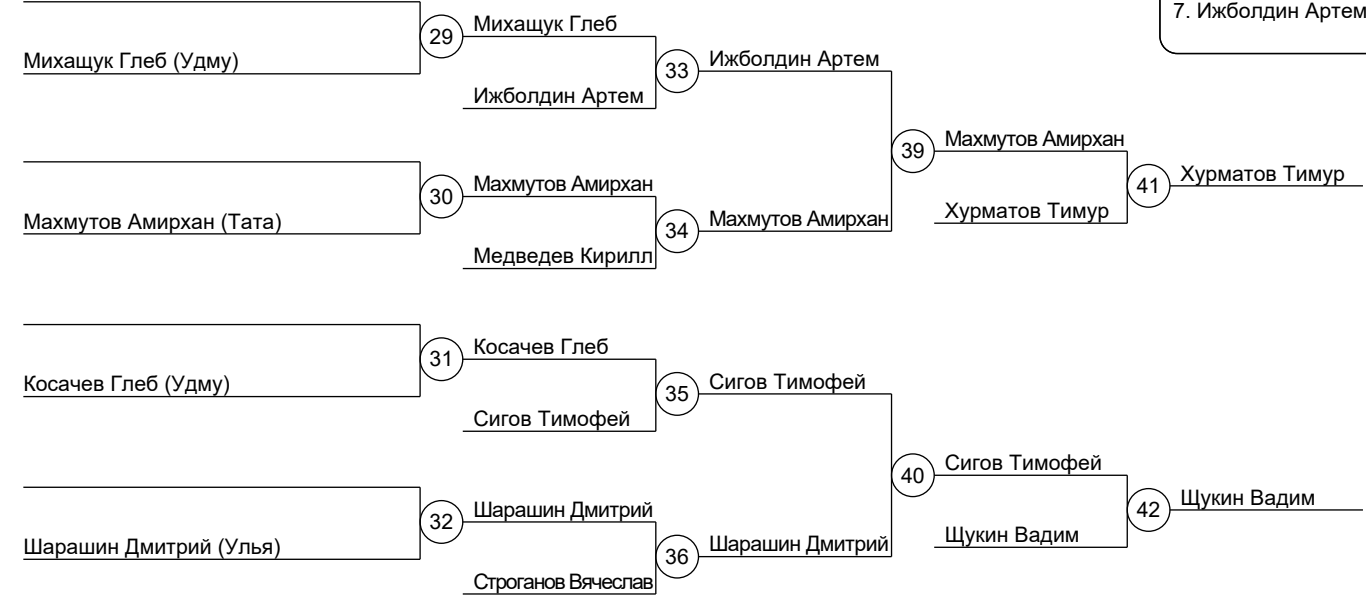 7. Ижболдин Артем
Михащук Глеб
29
Михащук Глеб (Удму)
Ижболдин Артем
33
Ижболдин Артем
39
Махмутов Амирхан
Махмутов Амирхан
30
Махмутов Амирхан (Тата)
Медведев Кирилл
34
Махмутов Амирхан
Хурматов Тимур
41
Хурматов Тимур
Косачев Глеб
31
Косачев Глеб (Удму)
Сигов Тимофей
35
Сигов Тимофей
40
Сигов Тимофей
Шарашин Дмитрий
32
Шарашин Дмитрий (Улья)
Строганов Вячеслав
36
Шарашин Дмитрий
Щукин Вадим
42
Щукин Вадим